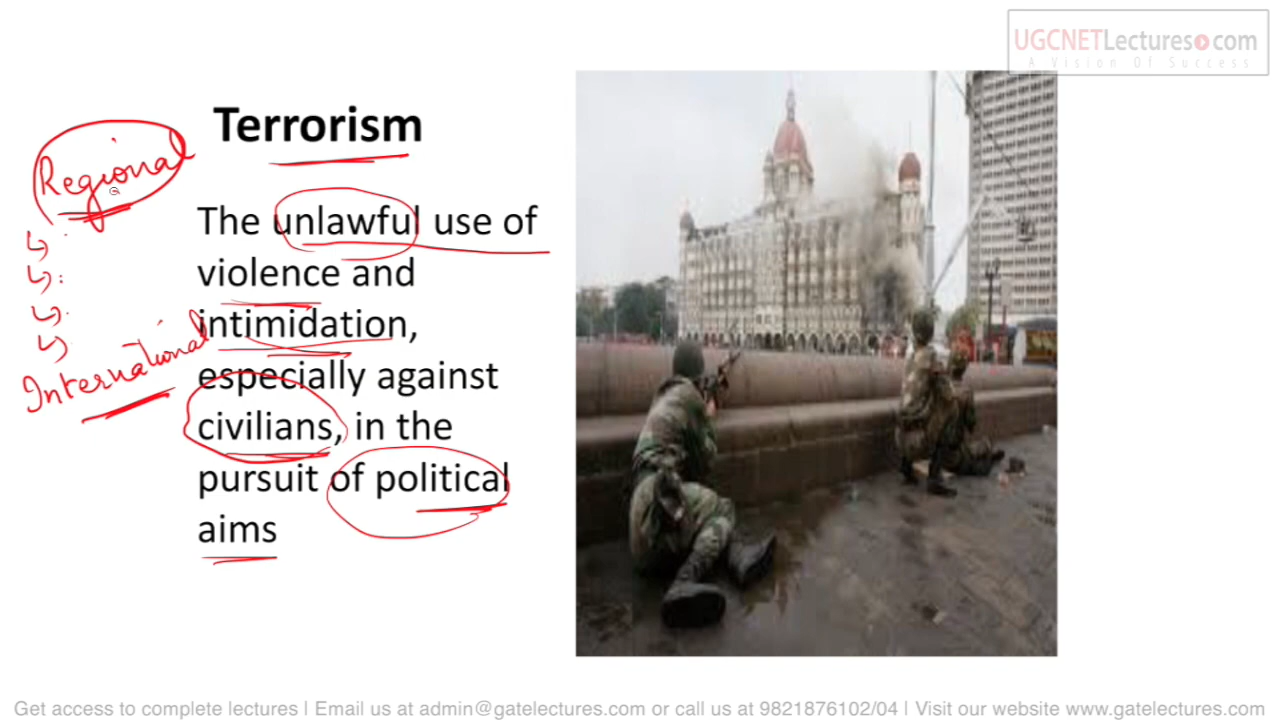 UGCNETLectures.com
A Vision Of Success
Terrorism
Regional
The unlawful use of
violence and
intimidation,
International
especially against
civilians, in the
pursuit of political
aims
Get access to complete lectures | Email us at admin@gatelectures.com or call us at 9821876102/04 | Visit our website www.gatelectures.com